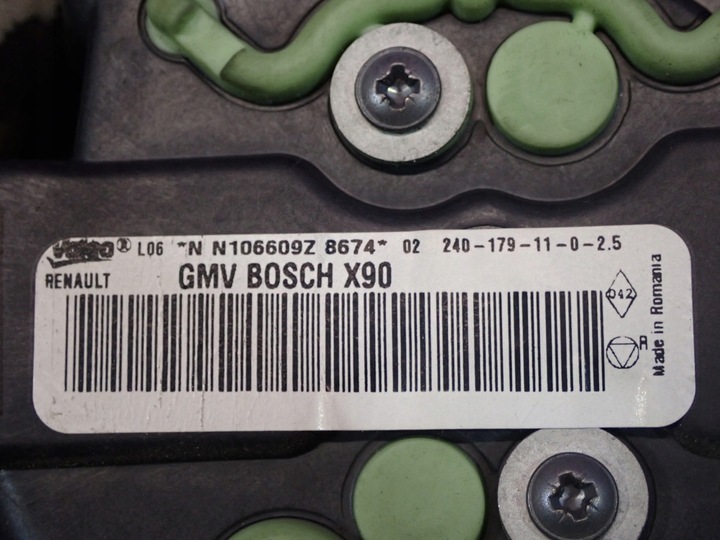 Valeo® L06 *N N106609Z 8674* 02 240-179-11-0-2.5
RENAULT GMV BOSCH X90
042
R
Made in Romania